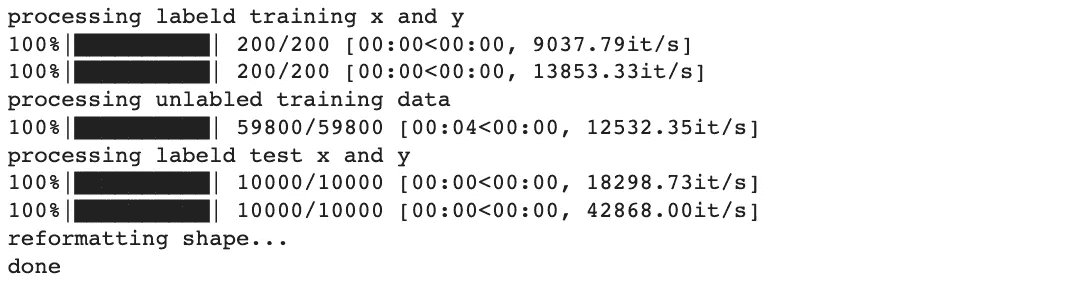 processing labeld training x and y
100%|██████████| 200/200 [00:00<00:00, 9037.79it/s]
100%|██████████| 200/200 [00:00<00:00, 13853.33it/s]
processing unlabled training data
100%|██████████| 59800/59800 [00:04<00:00, 12532.35it/s]
processing labeld test x and y
100%|██████████| 10000/10000 [00:00<00:00, 18298.73it/s]
100%|██████████| 10000/10000 [00:00<00:00, 42868.00it/s]
reformatting shape...
done